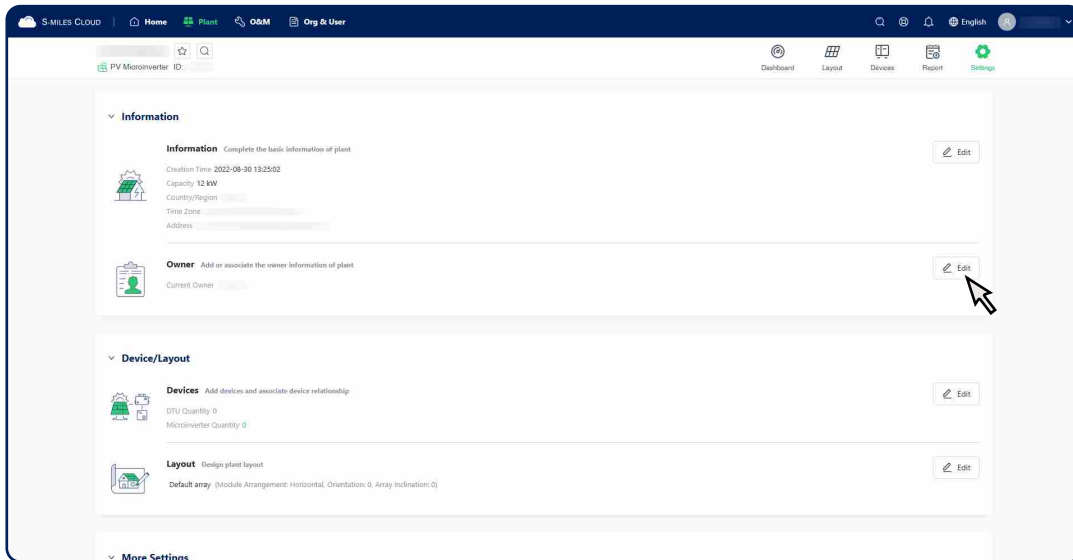 S-MILES CLOUD Home Plant O&M Org & User English
PV Microinverter ID:
Dashboard Layout Devices Report Settings
Information
Information Complete the basic information of plant
Edit
Creation Time 2022-08-30 13:25:02
Capacity 12 kW
Country/Region
Time Zone
Address
Owner Add or associate the owner information of plant
Edit
Current Owner
Device/Layout
Devices Add devices and associate device relationship
Edit
DTU Quantity 0
Microinverter Quantity 0
Layout Design plant layout
Edit
Default array (Module Arrangement: Horizontal, Orientation: 0, Array Inclination: 0)
More Settings